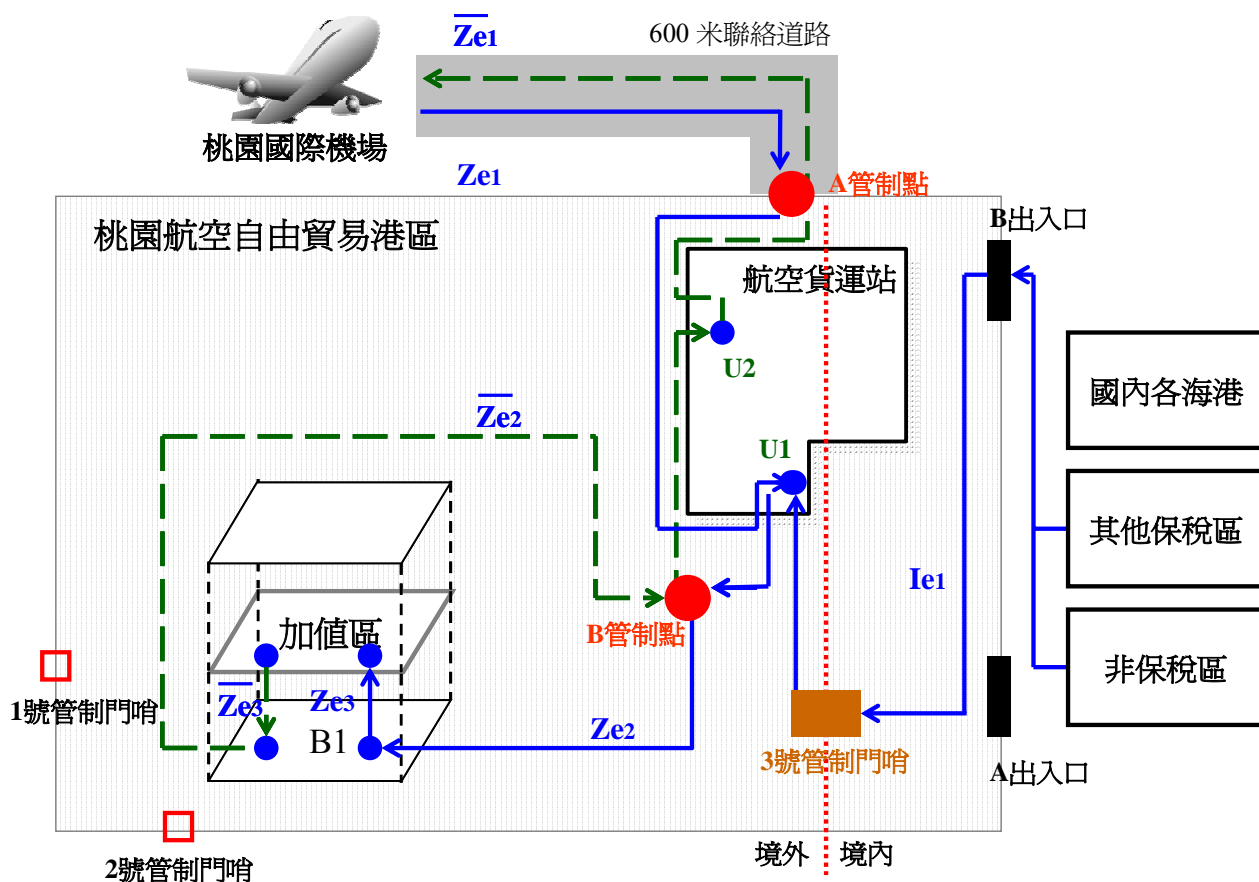 Ze1
600 米聯絡道路
桃園國際機場
Ze1
A管制點
桃園航空自由貿易港區
B出入口
航空貨運站
U2
國內各海港
Ze2
U1
其他保稅區
Ie1
B管制點
加值區
非保稅區
1號管制門哨
Ze3
Ze3
B1
Ze2
3號管制門哨
A出入口
2號管制門哨
境外
境內